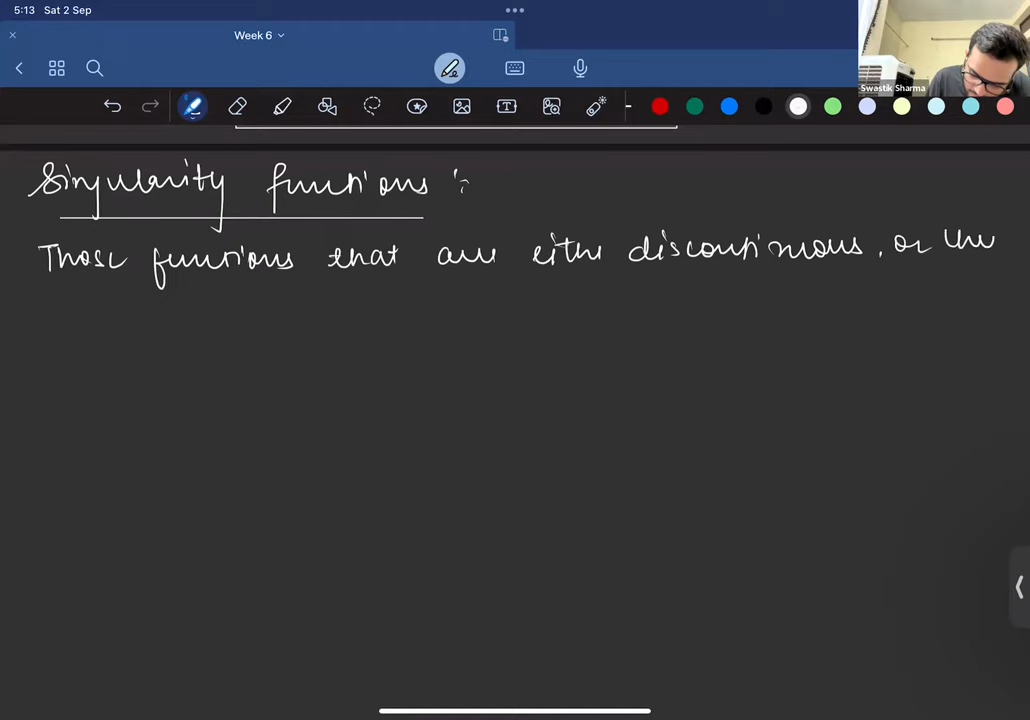 5:13 Sat 2 Sep
Week 6
Swastik Sharma
Singularity functions :
Those functions that are either discontinuous, or the